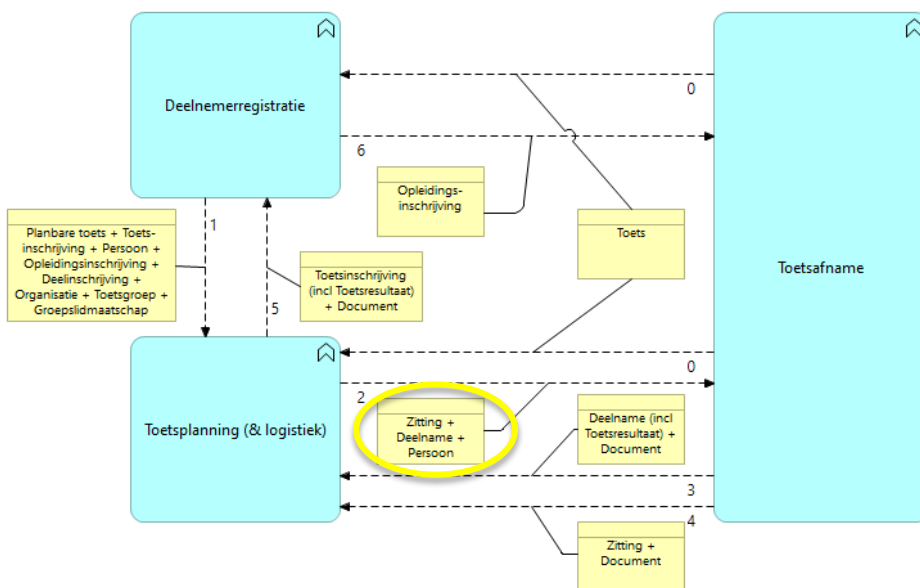 Deelnemerregistratie
0
6
Opleidings-
inschrijving
Toets
Toetsafname
1
Planbare toets + Toets-
inschrijving + Persoon +
Opleidingsinschrijving +
Deelinschrijving +
Organisatie + Toetsgroep +
Groepslidmaatschap
Toetsinschrijving
(incl Toetsresultaat)
+ Document
5
Toetsplanning (& logistiek)
0
2
Zitting +
Deelname +
Persoon
Deelname (incl
Toetsresultaat) +
Document
3
4
Zitting +
Document